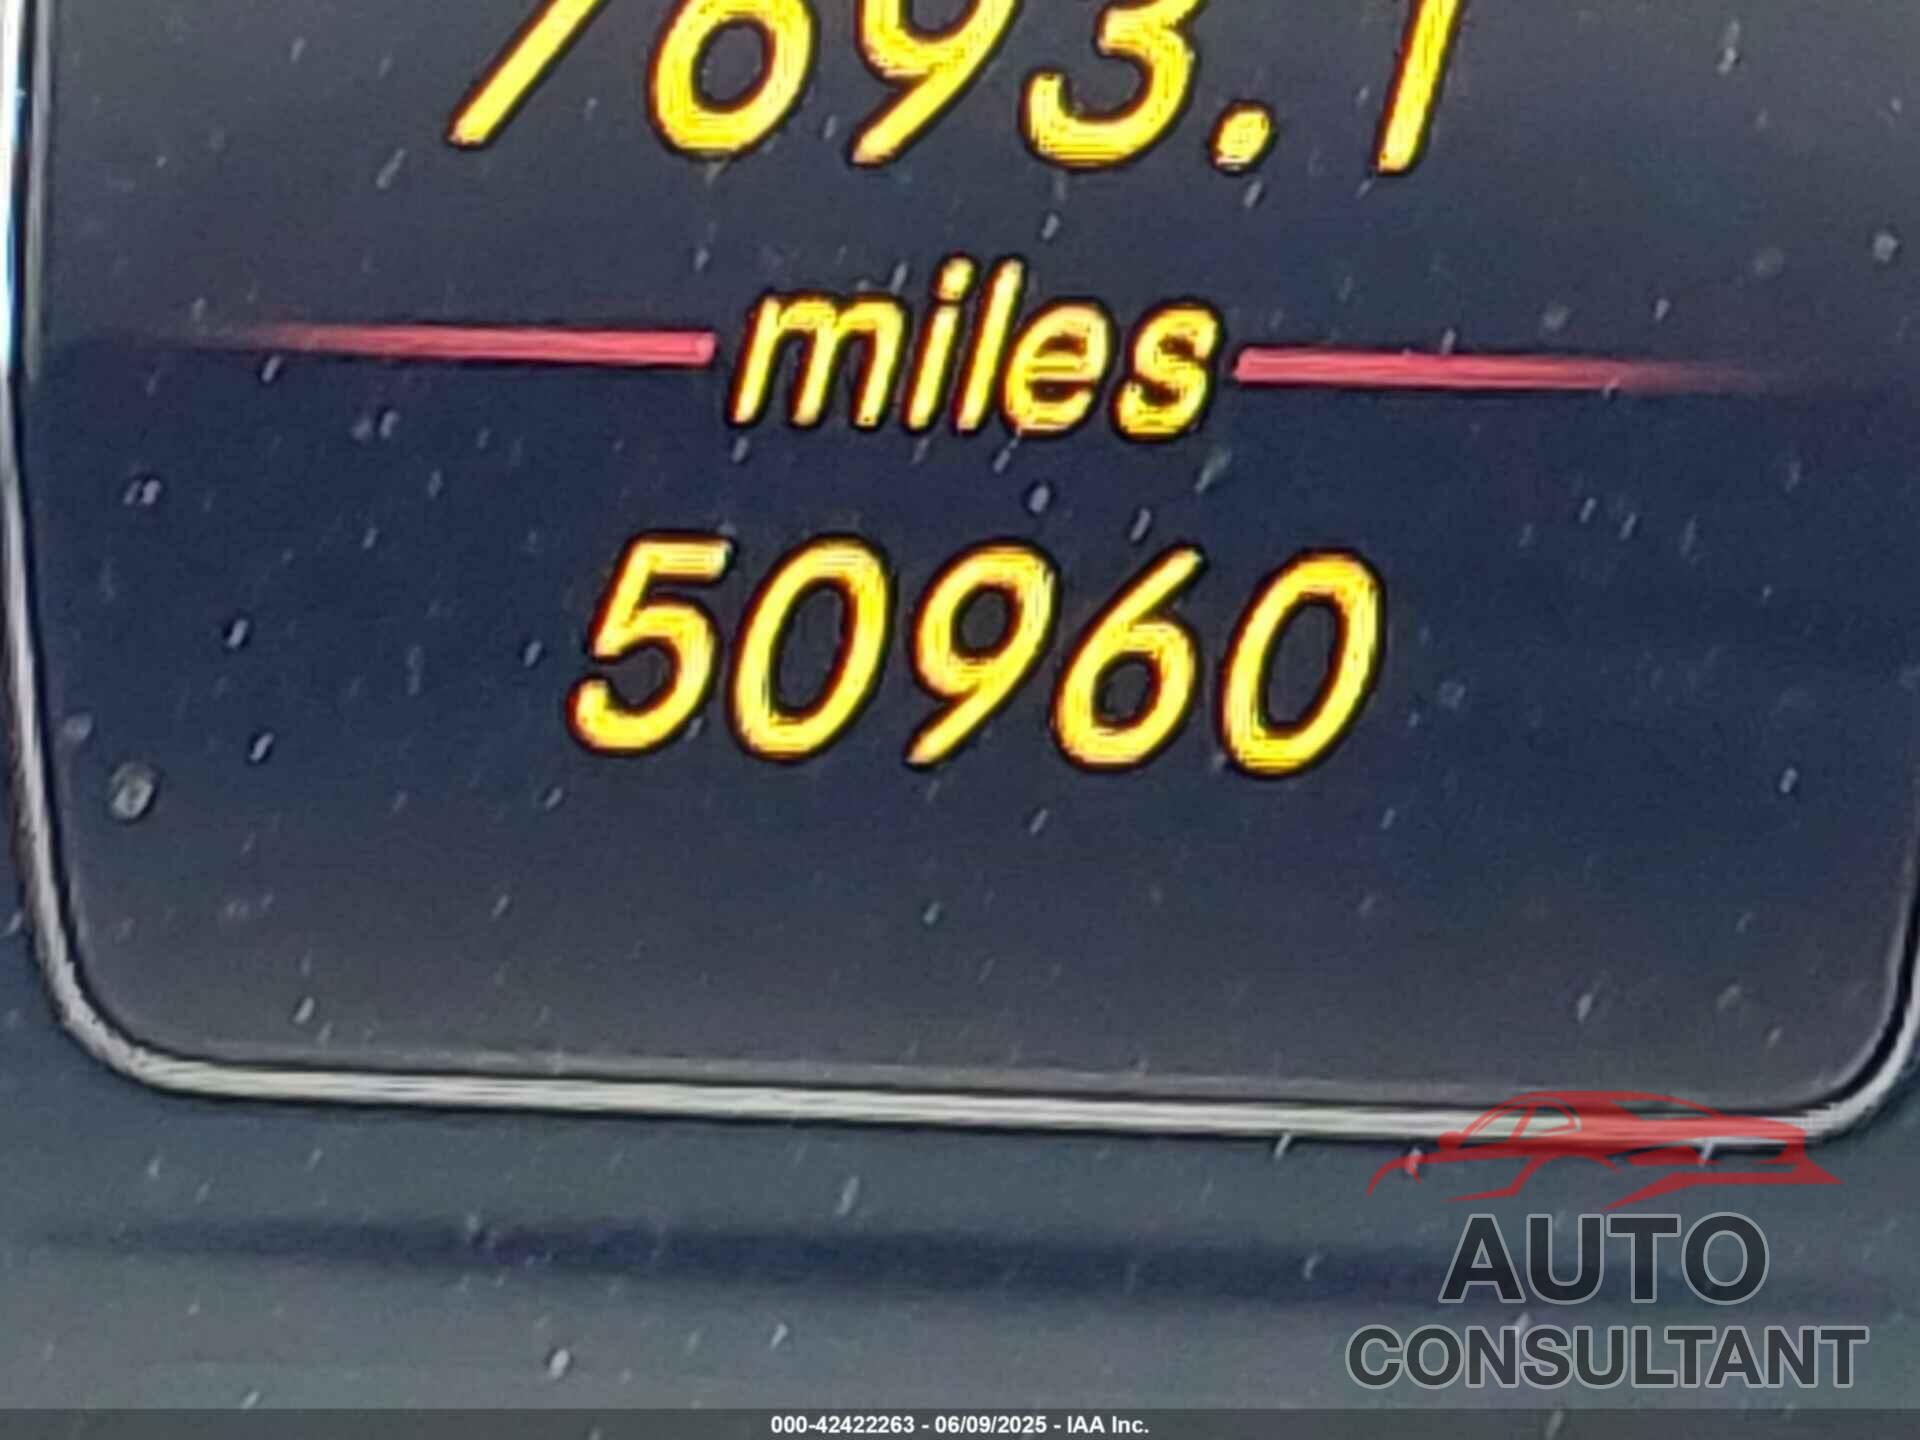 7693.1
miles
50960
AUTO
CONSULTANT
000-42422263 - 06/09/2025 - IAA Inc.